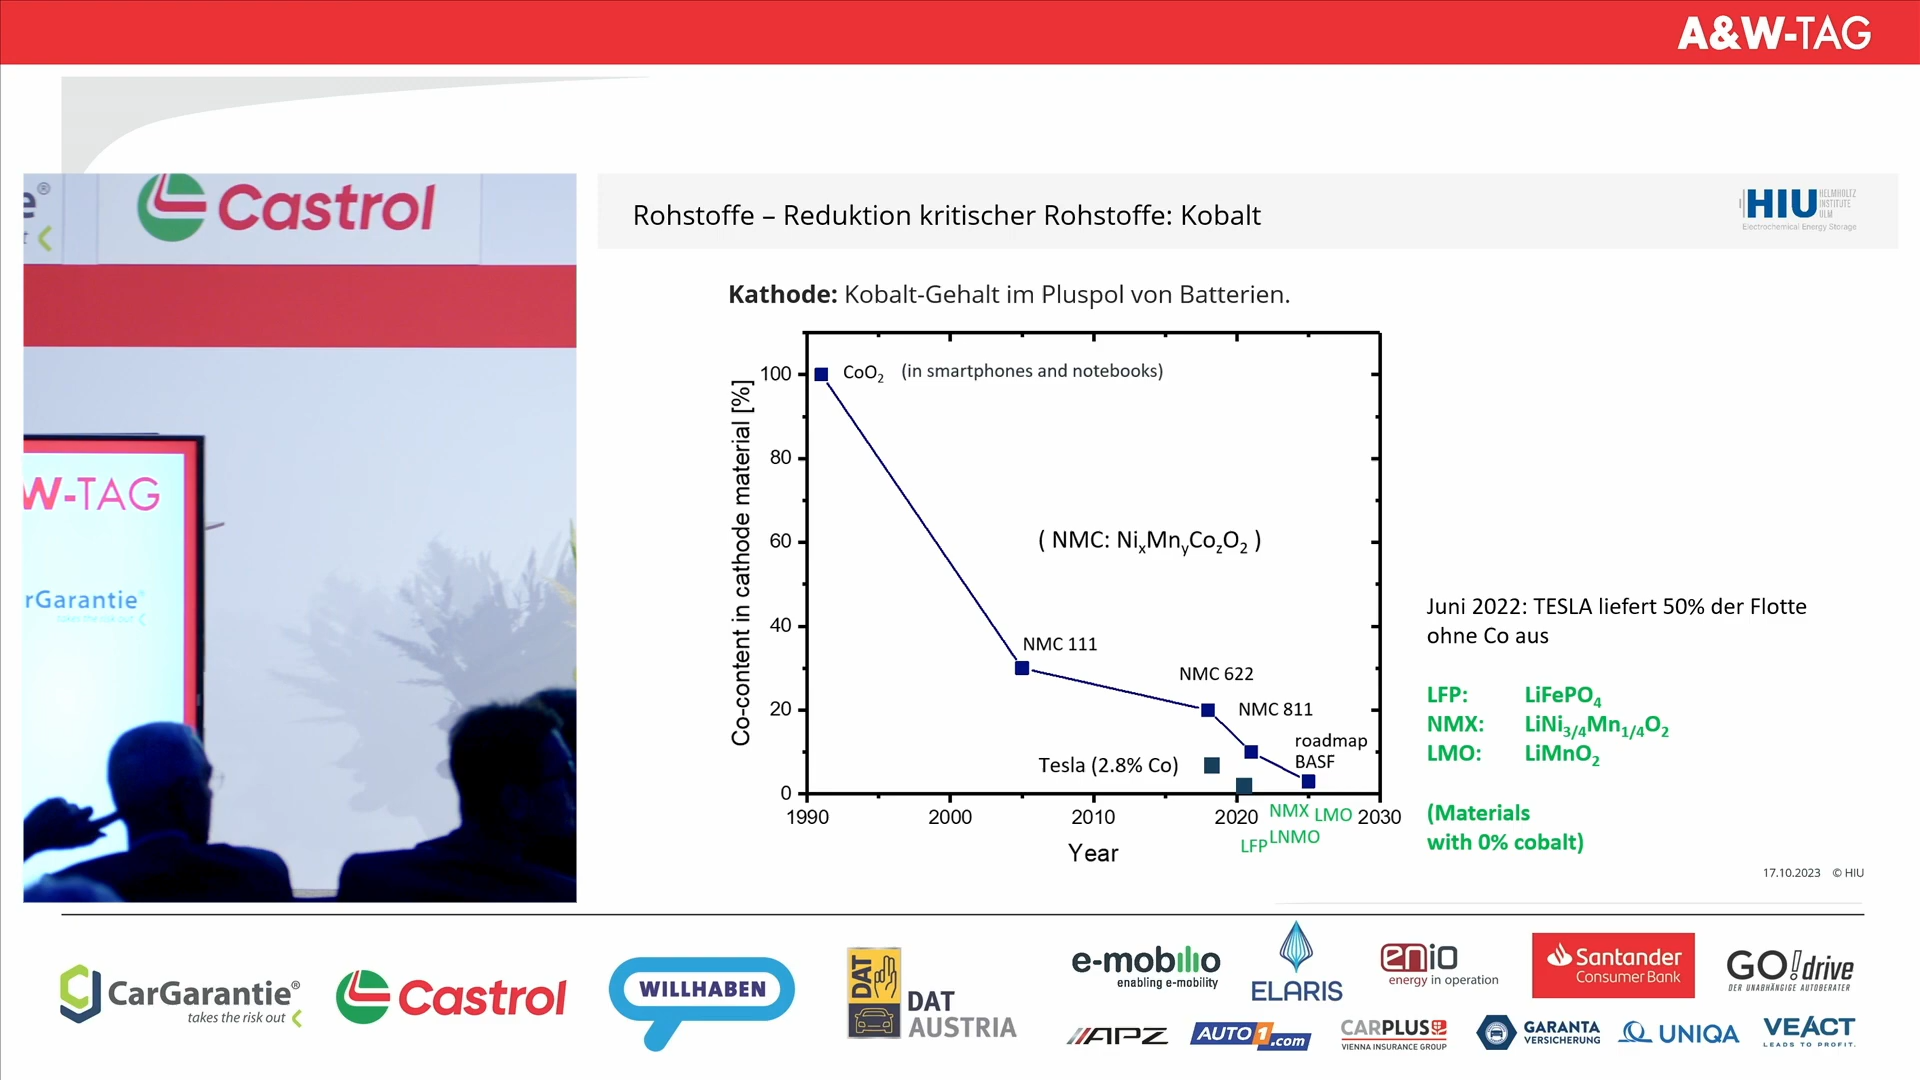 A&W-TAG
e®
Castrol
W-TAG
rGarantie
Rohstoffe – Reduktion kritischer Rohstoffe: Kobalt
HIU
HELMHOLTZ
INSTITUTE
ULM
Electrochemical Energy Storage
Kathode: Kobalt-Gehalt im Pluspol von Batterien.
Co-content in cathode material [%]
100
80
60
40
20
0
CoO₂ (in smartphones and notebooks)
( NMC: NiₓMnᵧCo_zO₂ )
NMC 111
NMC 622
NMC 811
roadmap
BASF
Tesla (2.8% Co)
1990 2000 2010 2020 2030
NMX LMO
LFP LNMO
Year
Juni 2022: TESLA liefert 50% der Flotte
ohne Co aus
LFP: LiFePO₄
NMX: LiNi₃/₄Mn₁/₄O₂
LMO: LiMnO₂
(Materials
with 0% cobalt)
17.10.2023 © HIU
CarGarantie®
takes the risk out
Castrol
WILLHABEN
DAT
DAT
AUSTRIA
e-mobilio
enabling e-mobility
ELARIS
enio
energy in operation
Santander
Consumer Bank
GO!drive
DER UNABHÄNGIGE AUTOBERATER
APZ
AUTO1.com
CARPLUS
VIENNA INSURANCE GROUP
GARANTA
VERSICHERUNG
UNIQA
VEACT
LEADS TO PROFIT.